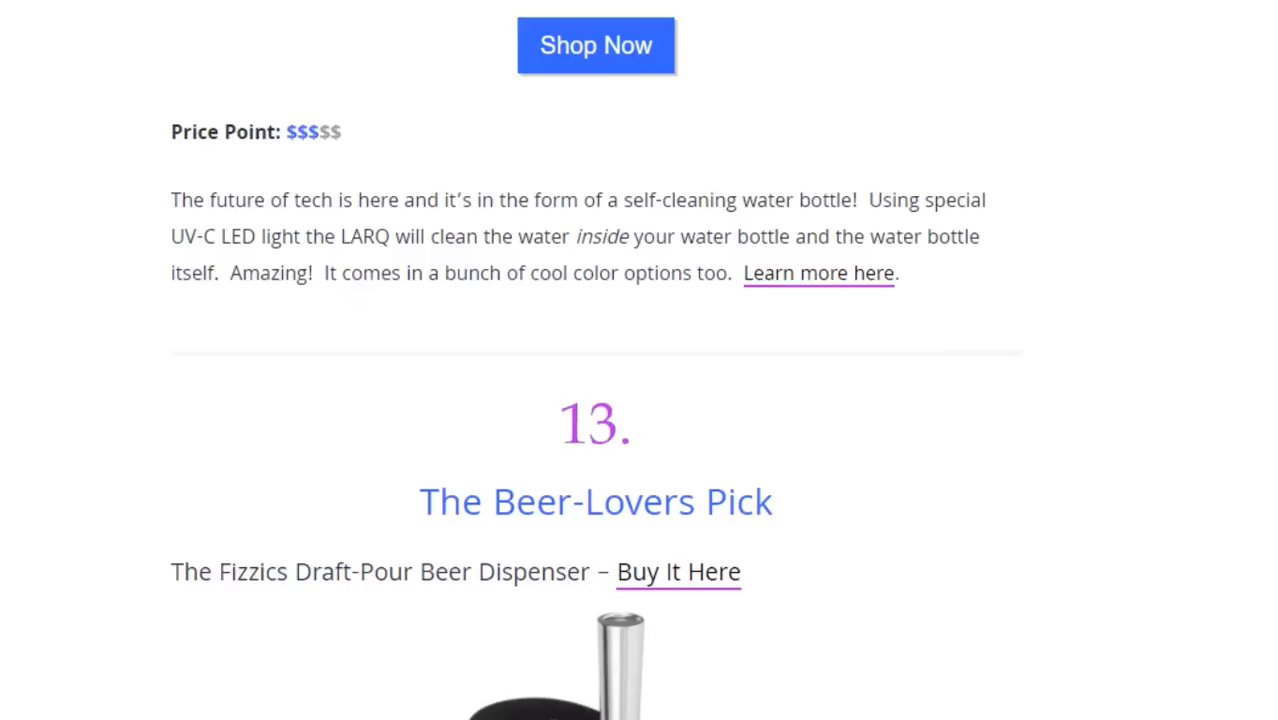 Shop Now
Price Point: $$$$$
The future of tech is here and it’s in the form of a self-cleaning water bottle!  Using special
UV-C LED light the LARQ will clean the water inside your water bottle and the water bottle
itself.  Amazing!  It comes in a bunch of cool color options too.  Learn more here.
13.
The Beer-Lovers Pick
The Fizzics Draft-Pour Beer Dispenser – Buy It Here